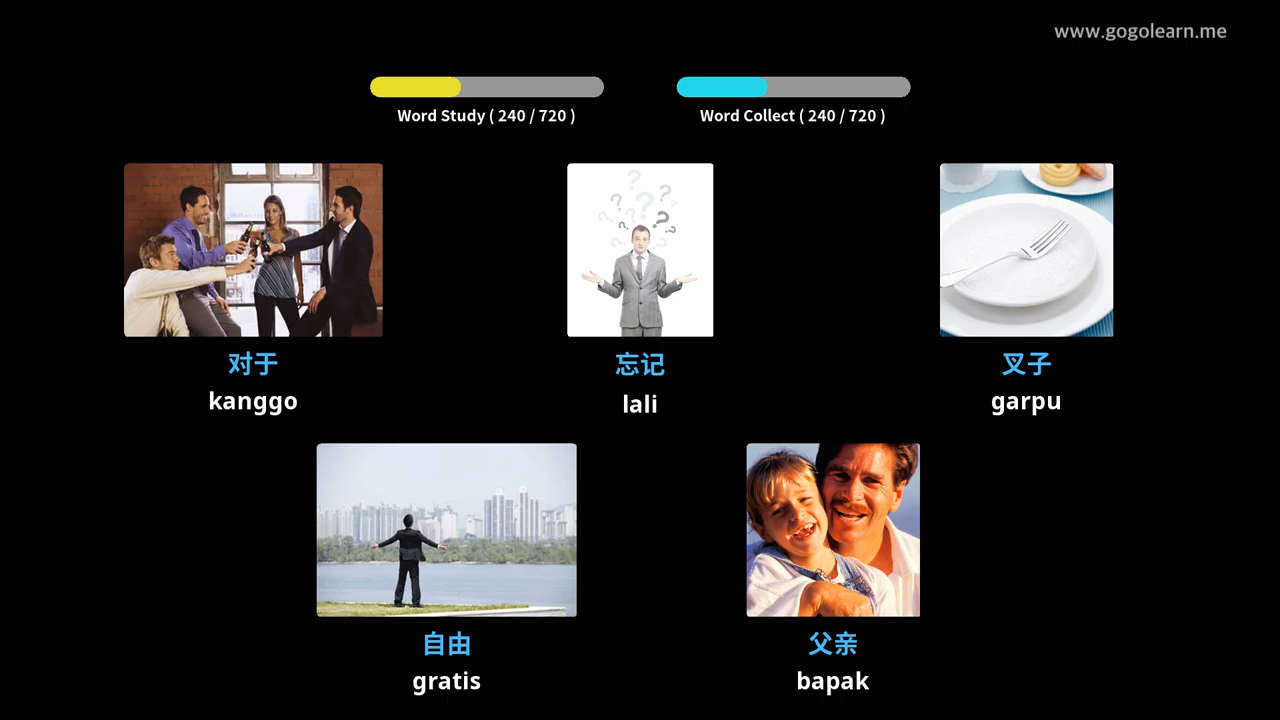 www.gogolearn.me
Word Study ( 240 / 720 )
Word Collect ( 240 / 720 )
对于
kanggo
忘记
lali
叉子
garpu
自由
gratis
父亲
bapak